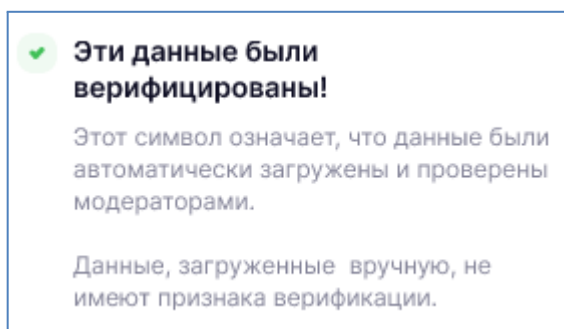 Эти данные были
верифицированы!
Этот символ означает, что данные были
автоматически загружены и проверены
модераторами.
Данные, загруженные  вручную, не
имеют признака верификации.